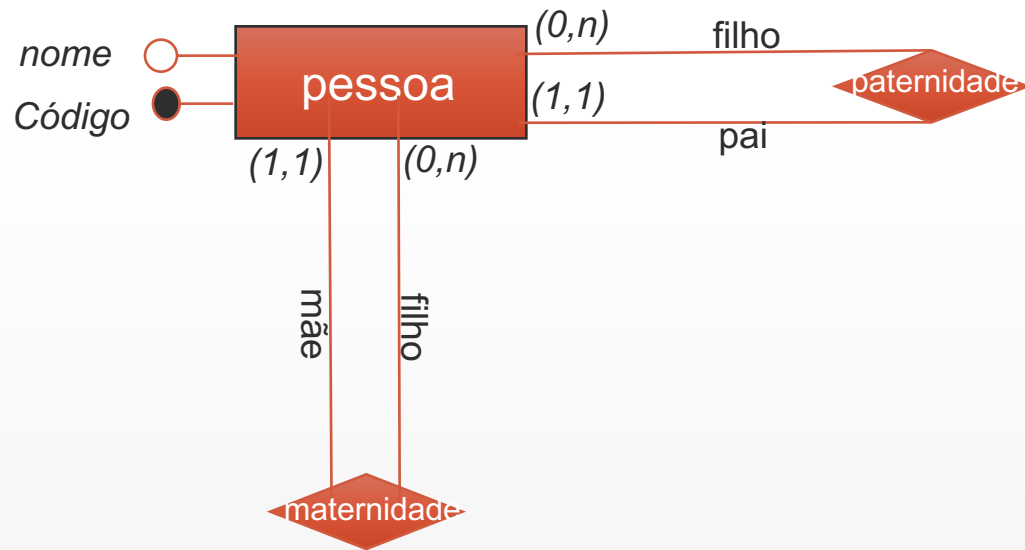 nome
Código
pessoa
(0,n)
filho
(1,1)
pai
paternidade
(1,1)
(0,n)
mãe
filho
maternidade